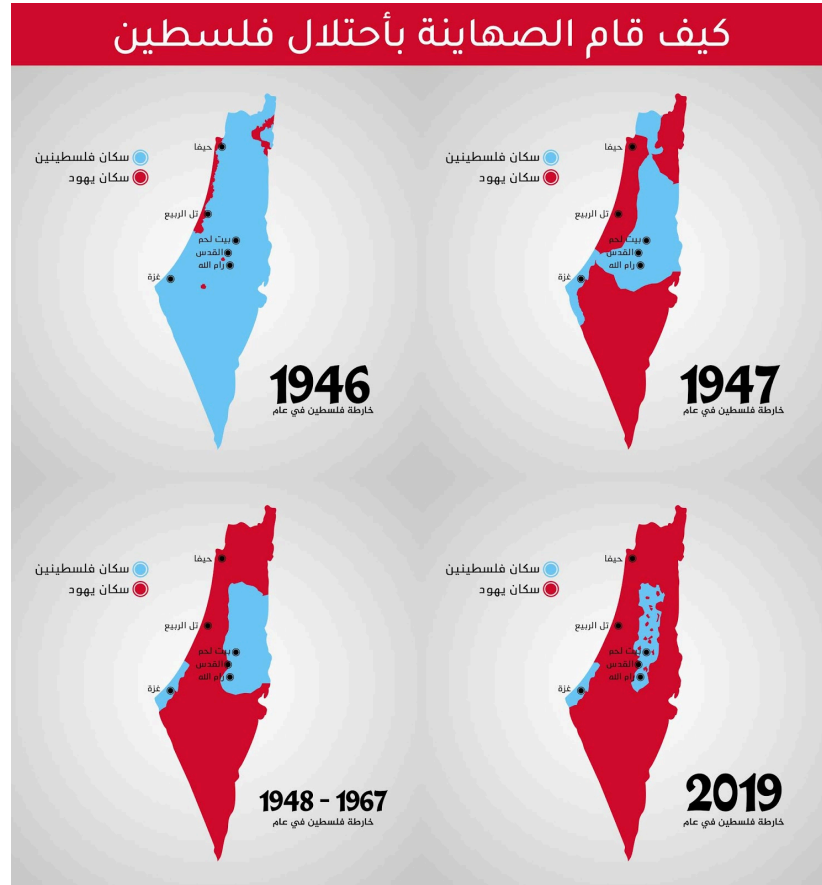 كيف قام الصهاينة بأحتلال فلسطين
سكان فلسطينين
سكان يهود
حيفا
تل الربيع
بيت لحم
القدس
رام الله
غزة
1946
خارطة فلسطين في عام
سكان فلسطينين
سكان يهود
حيفا
تل الربيع
بيت لحم
القدس
رام الله
غزة
1947
خارطة فلسطين في عام
سكان فلسطينين
سكان يهود
حيفا
تل الربيع
بيت لحم
القدس
رام الله
غزة
1948 - 1967
خارطة فلسطين في عام
سكان فلسطينين
سكان يهود
حيفا
تل الربيع
بيت لحم
القدس
رام الله
غزة
2019
خارطة فلسطين في عام